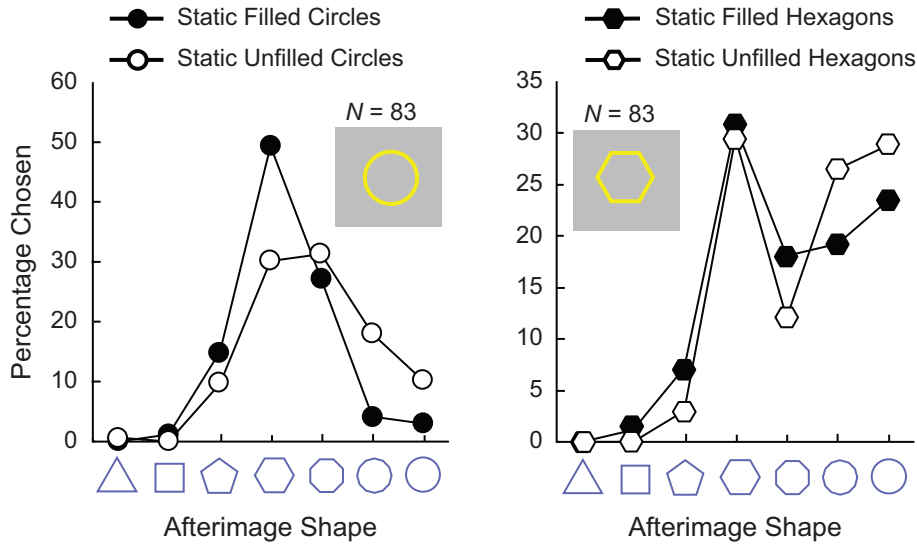 Static Filled Circles
Static Unfilled Circles
Percentage Chosen
60
50
40
30
20
10
0
N = 83
Afterimage Shape
Static Filled Hexagons
Static Unfilled Hexagons
35
30
25
20
15
10
5
0
N = 83
Afterimage Shape